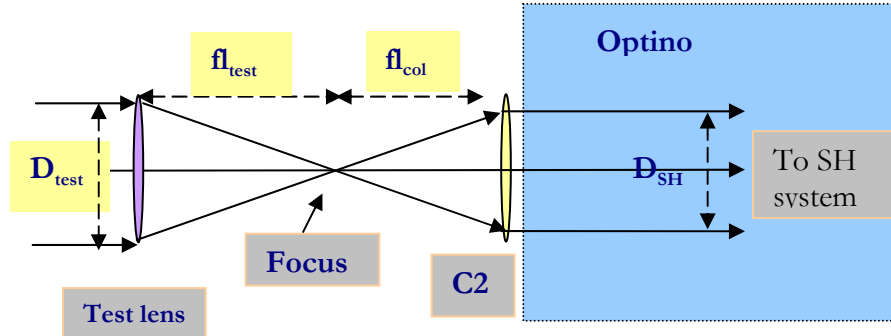 Optino
fl_test
fl_col
D_test
D_SH
To SH
system
Focus
C2
Test lens